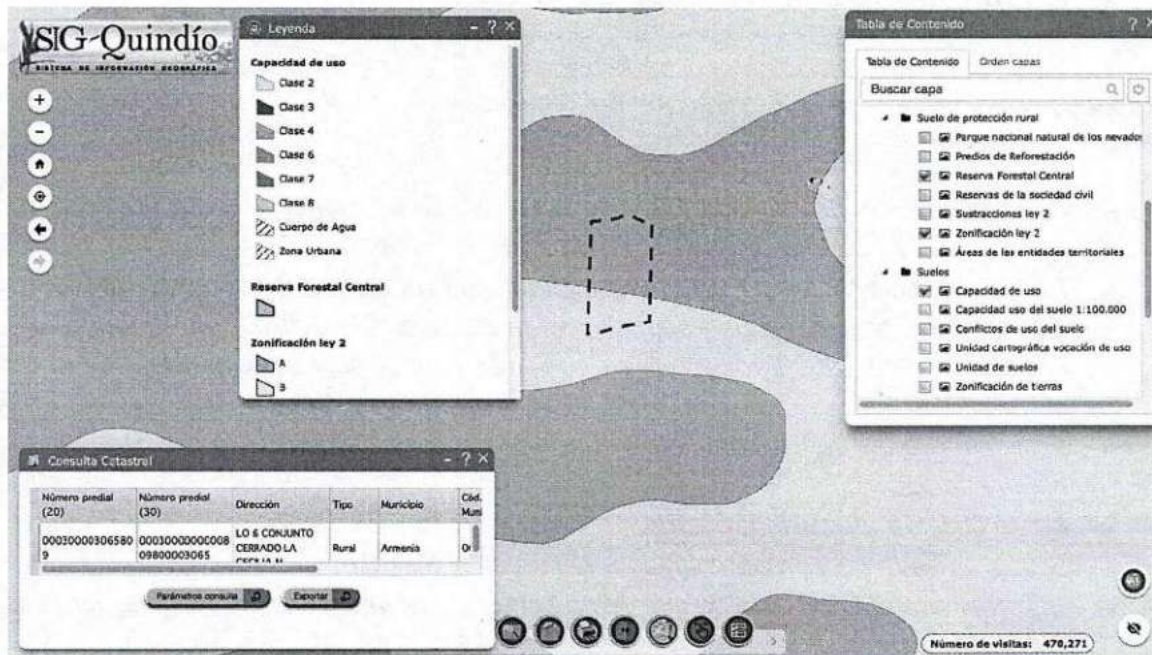 SIG-Quindío
SISTEMA DE INFORMACIÓN GEOGRÁFICA
Leyenda
Capacidad de uso
Clase 2
Clase 3
Clase 4
Clase 6
Clase 7
Clase 8
Cuerpo de Agua
Zona Urbana
Reserva Forestal Central
Zonificación ley 2
A
B
Tabla de Contenido
Tabla de Contenido Orden capas
Buscar capa
Suelo de protección rural
Parque nacional natural de los nevados
Predios de Reforestación
Reserva Forestal Central
Reservas de la sociedad civil
Sustracciones ley 2
Zonificación ley 2
Áreas de las entidades territoriales
Suelos
Capacidad de uso
Capacidad uso del suelo 1:100.000
Conflictos de uso del suelo
Unidad cartográfica vocación de uso
Unidad de suelos
Zonificación de tierras
Consulta Catastral
Número predial (20) Número predial (30) Dirección Tipo Municipio Cód. Muni
00030000306580 00030000000008 LO 6 CONJUNTO
9 09800003065 CERRADO LA Rural Armenia
Parámetros consulta Exportar
Número de visitas: 470,271